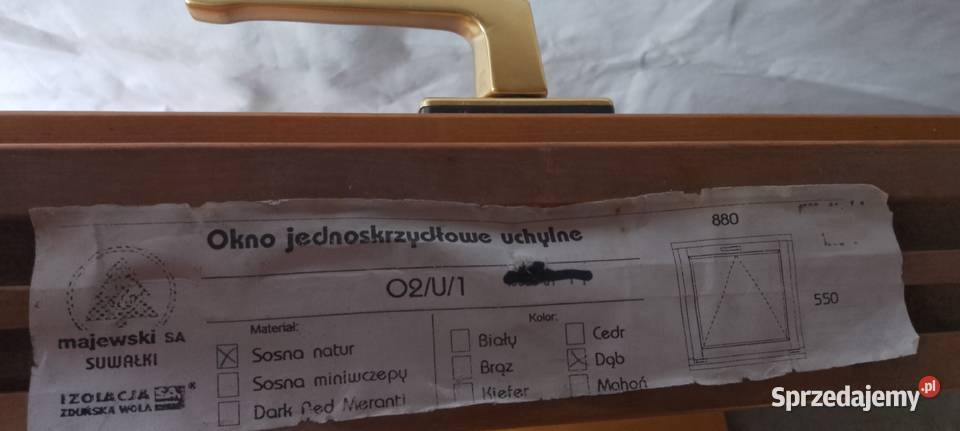 Okno jednoskrzydłowe uchylne
O2/U/1
majewski SA
SUWAŁKI
IZOLACJA SA®
ZDUŃSKA WOLA
Materiał:
Sosna natur
Sosna miniwczepy
Dark Red Meranti
Kolor:
Biały
Brąz
Kiefer
Cedr
Dąb
Mahoń
880
550
Sprzedajemy.pl